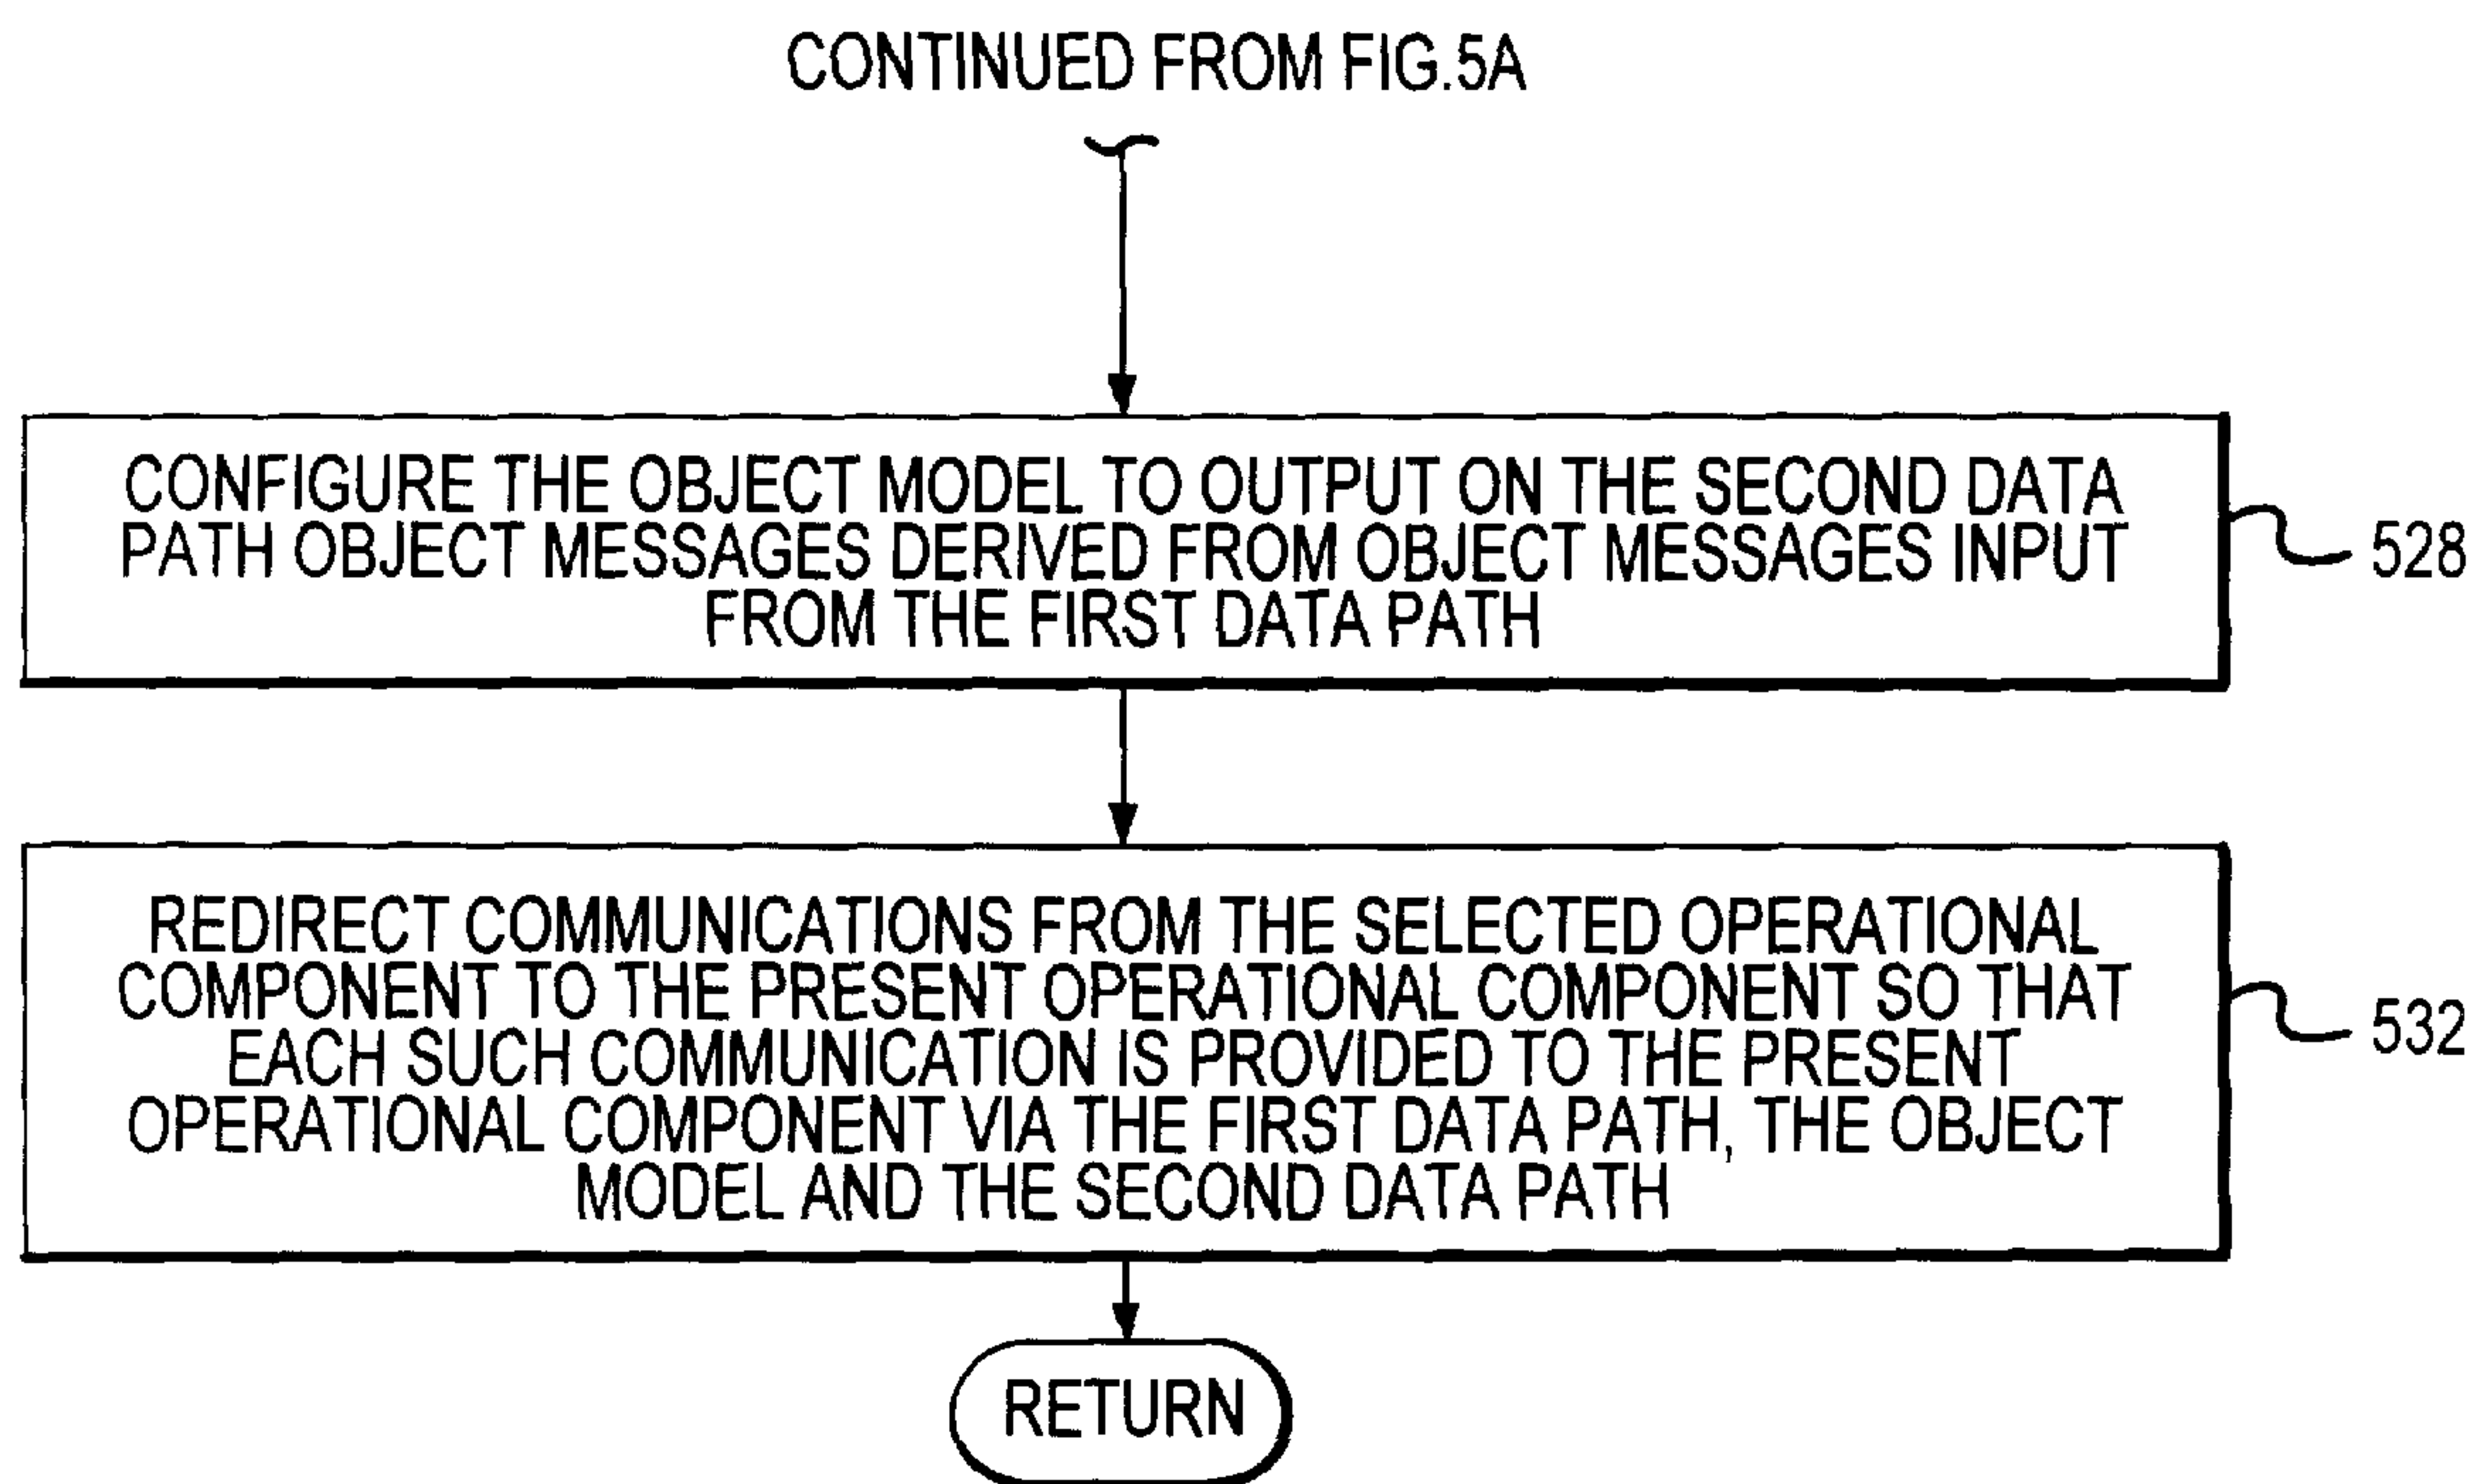 CONTINUED FROM FIG.5A
CONFIGURE THE OBJECT MODEL TO OUTPUT ON THE SECOND DATA
PATH OBJECT MESSAGES DERIVED FROM OBJECT MESSAGES INPUT
FROM THE FIRST DATA PATH
528
REDIRECT COMMUNICATIONS FROM THE SELECTED OPERATIONAL
COMPONENT TO THE PRESENT OPERATIONAL COMPONENT SO THAT
EACH SUCH COMMUNICATION IS PROVIDED TO THE PRESENT
OPERATIONAL COMPONENT VIA THE FIRST DATA PATH, THE OBJECT
MODEL AND THE SECOND DATA PATH
532
RETURN